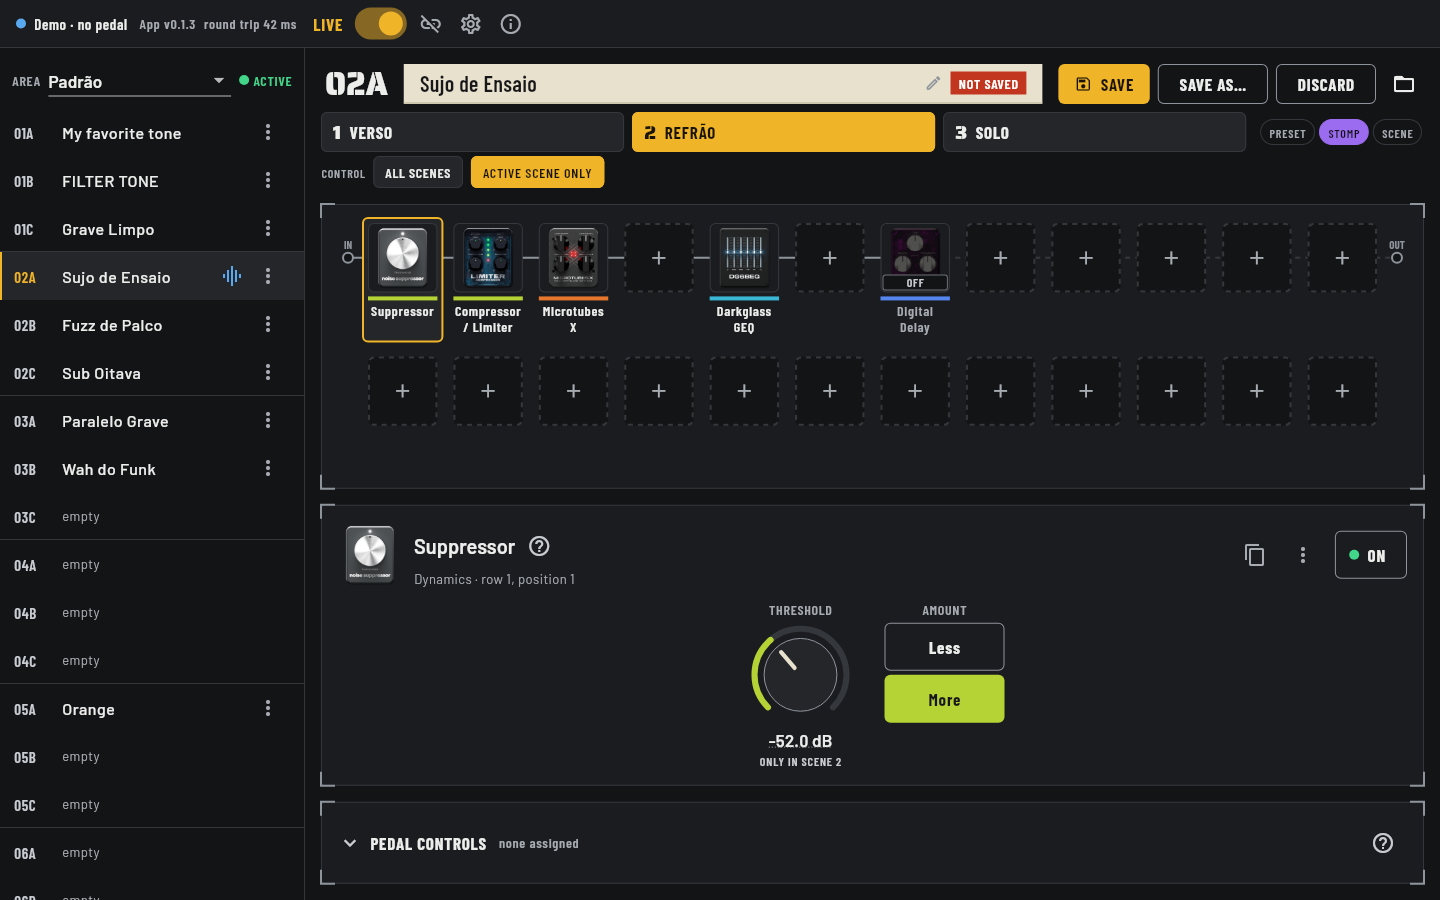 Demo · no pedal App v0.1.3 round trip 42 ms LIVE
AREA Padrão ACTIVE
01A My favorite tone
01B FILTER TONE
01C Grave Limpo
02A Sujo de Ensaio
02B Fuzz de Palco
02C Sub Oitava
03A Paralelo Grave
03B Wah do Funk
03C empty
04A empty
04B empty
04C empty
05A Orange
05B empty
05C empty
06A empty
02A Sujo de Ensaio NOT SAVED SAVE SAVE AS... DISCARD
1 VERSO 2 REFRÃO 3 SOLO PRESET STOMP SCENE
CONTROL ALL SCENES ACTIVE SCENE ONLY
IN OUT
LIMITER
noise suppressor
OFF
Suppressor
Compressor
/ Limiter
Microtubes
X
Darkglass
GEQ
Digital
Delay
Suppressor
noise suppressor
Dynamics · row 1, position 1
ON
THRESHOLD AMOUNT
Less
More
-52.0 dB
ONLY IN SCENE 2
PEDAL CONTROLS none assigned